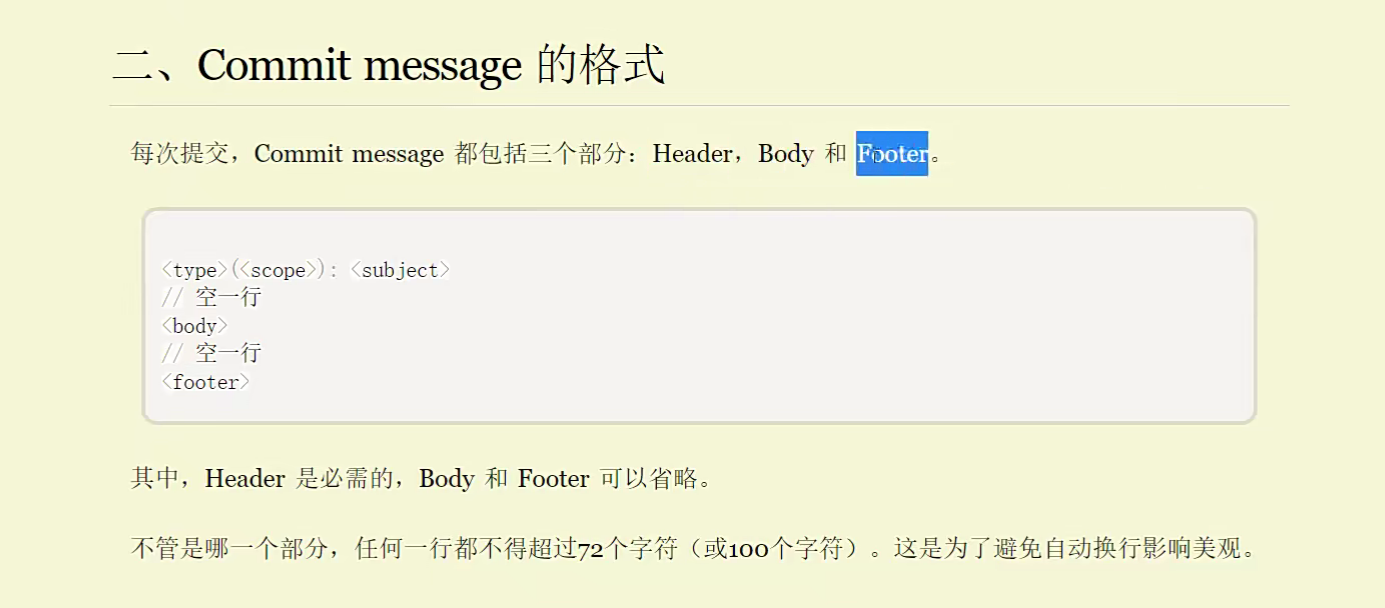 二、Commit message 的格式
每次提交，Commit message 都包括三个部分：Header，Body 和 Footer。
<type>(<scope>): <subject>
// 空一行
<body>
// 空一行
<footer>
其中，Header 是必需的，Body 和 Footer 可以省略。
不管是哪一个部分，任何一行都不得超过72个字符（或100个字符）。这是为了避免自动换行影响美观。